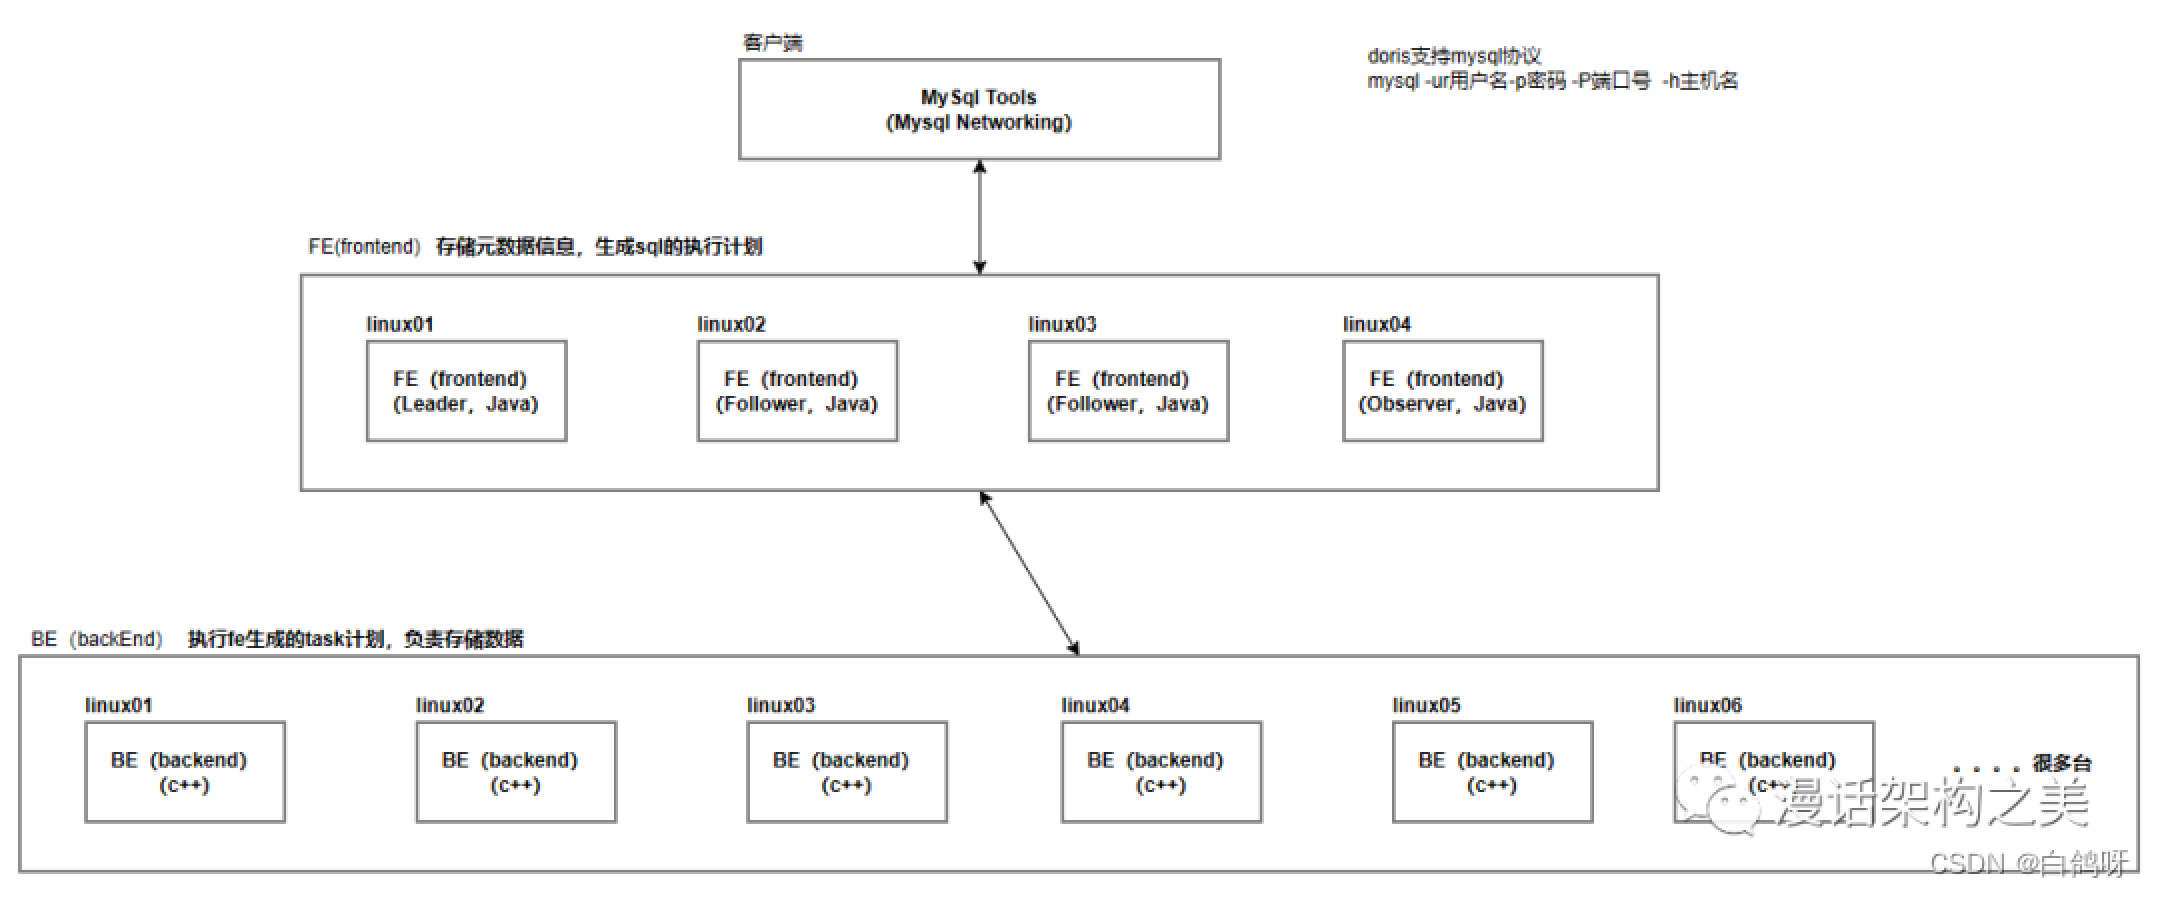 客户端
doris支持mysql协议
mysql -ur用户名-p密码 -P端口号 -h主机名
MySql Tools
(Mysql Networking)
FE(frontend) 存储元数据信息，生成sql的执行计划
linux01
FE (frontend)
(Leader，Java)
linux02
FE (frontend)
(Follower，Java)
linux03
FE (frontend)
(Follower，Java)
linux04
FE (frontend)
(Observer，Java)
BE（backEnd） 执行fe生成的task计划，负责存储数据
linux01
BE (backend)
(c++)
linux02
BE (backend)
(c++)
linux03
BE (backend)
(c++)
linux04
BE (backend)
(c++)
linux05
BE (backend)
(c++)
linux06
BE (backend)
(c++)
. . . . 很多台
漫话架构之美
CSDN @白鸽呀